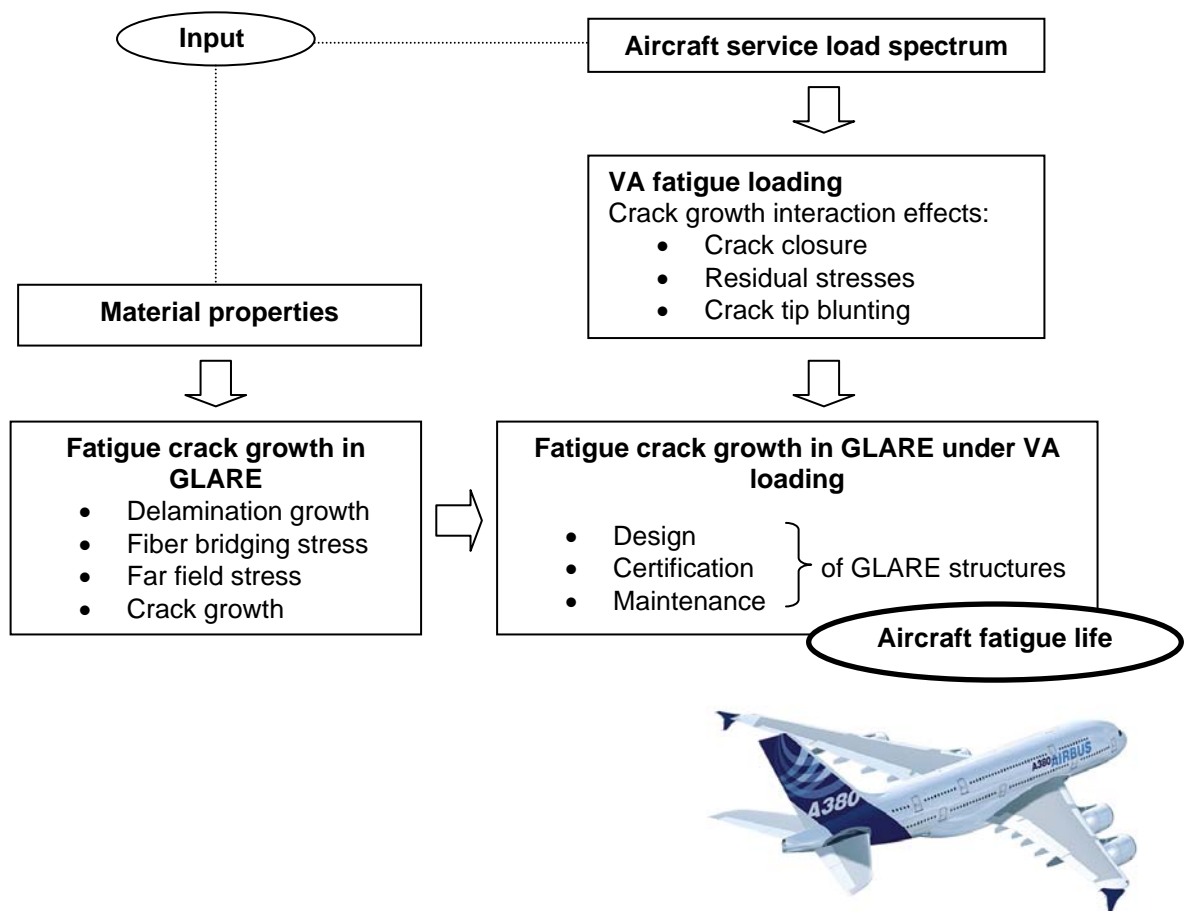 Input
Aircraft service load spectrum
VA fatigue loading
Crack growth interaction effects:
• Crack closure
• Residual stresses
• Crack tip blunting
Material properties
Fatigue crack growth in
GLARE
• Delamination growth
• Fiber bridging stress
• Far field stress
• Crack growth
Fatigue crack growth in GLARE under VA
loading
• Design
• Certification
• Maintenance
of GLARE structures
Aircraft fatigue life
A380
A380 AIRBUS